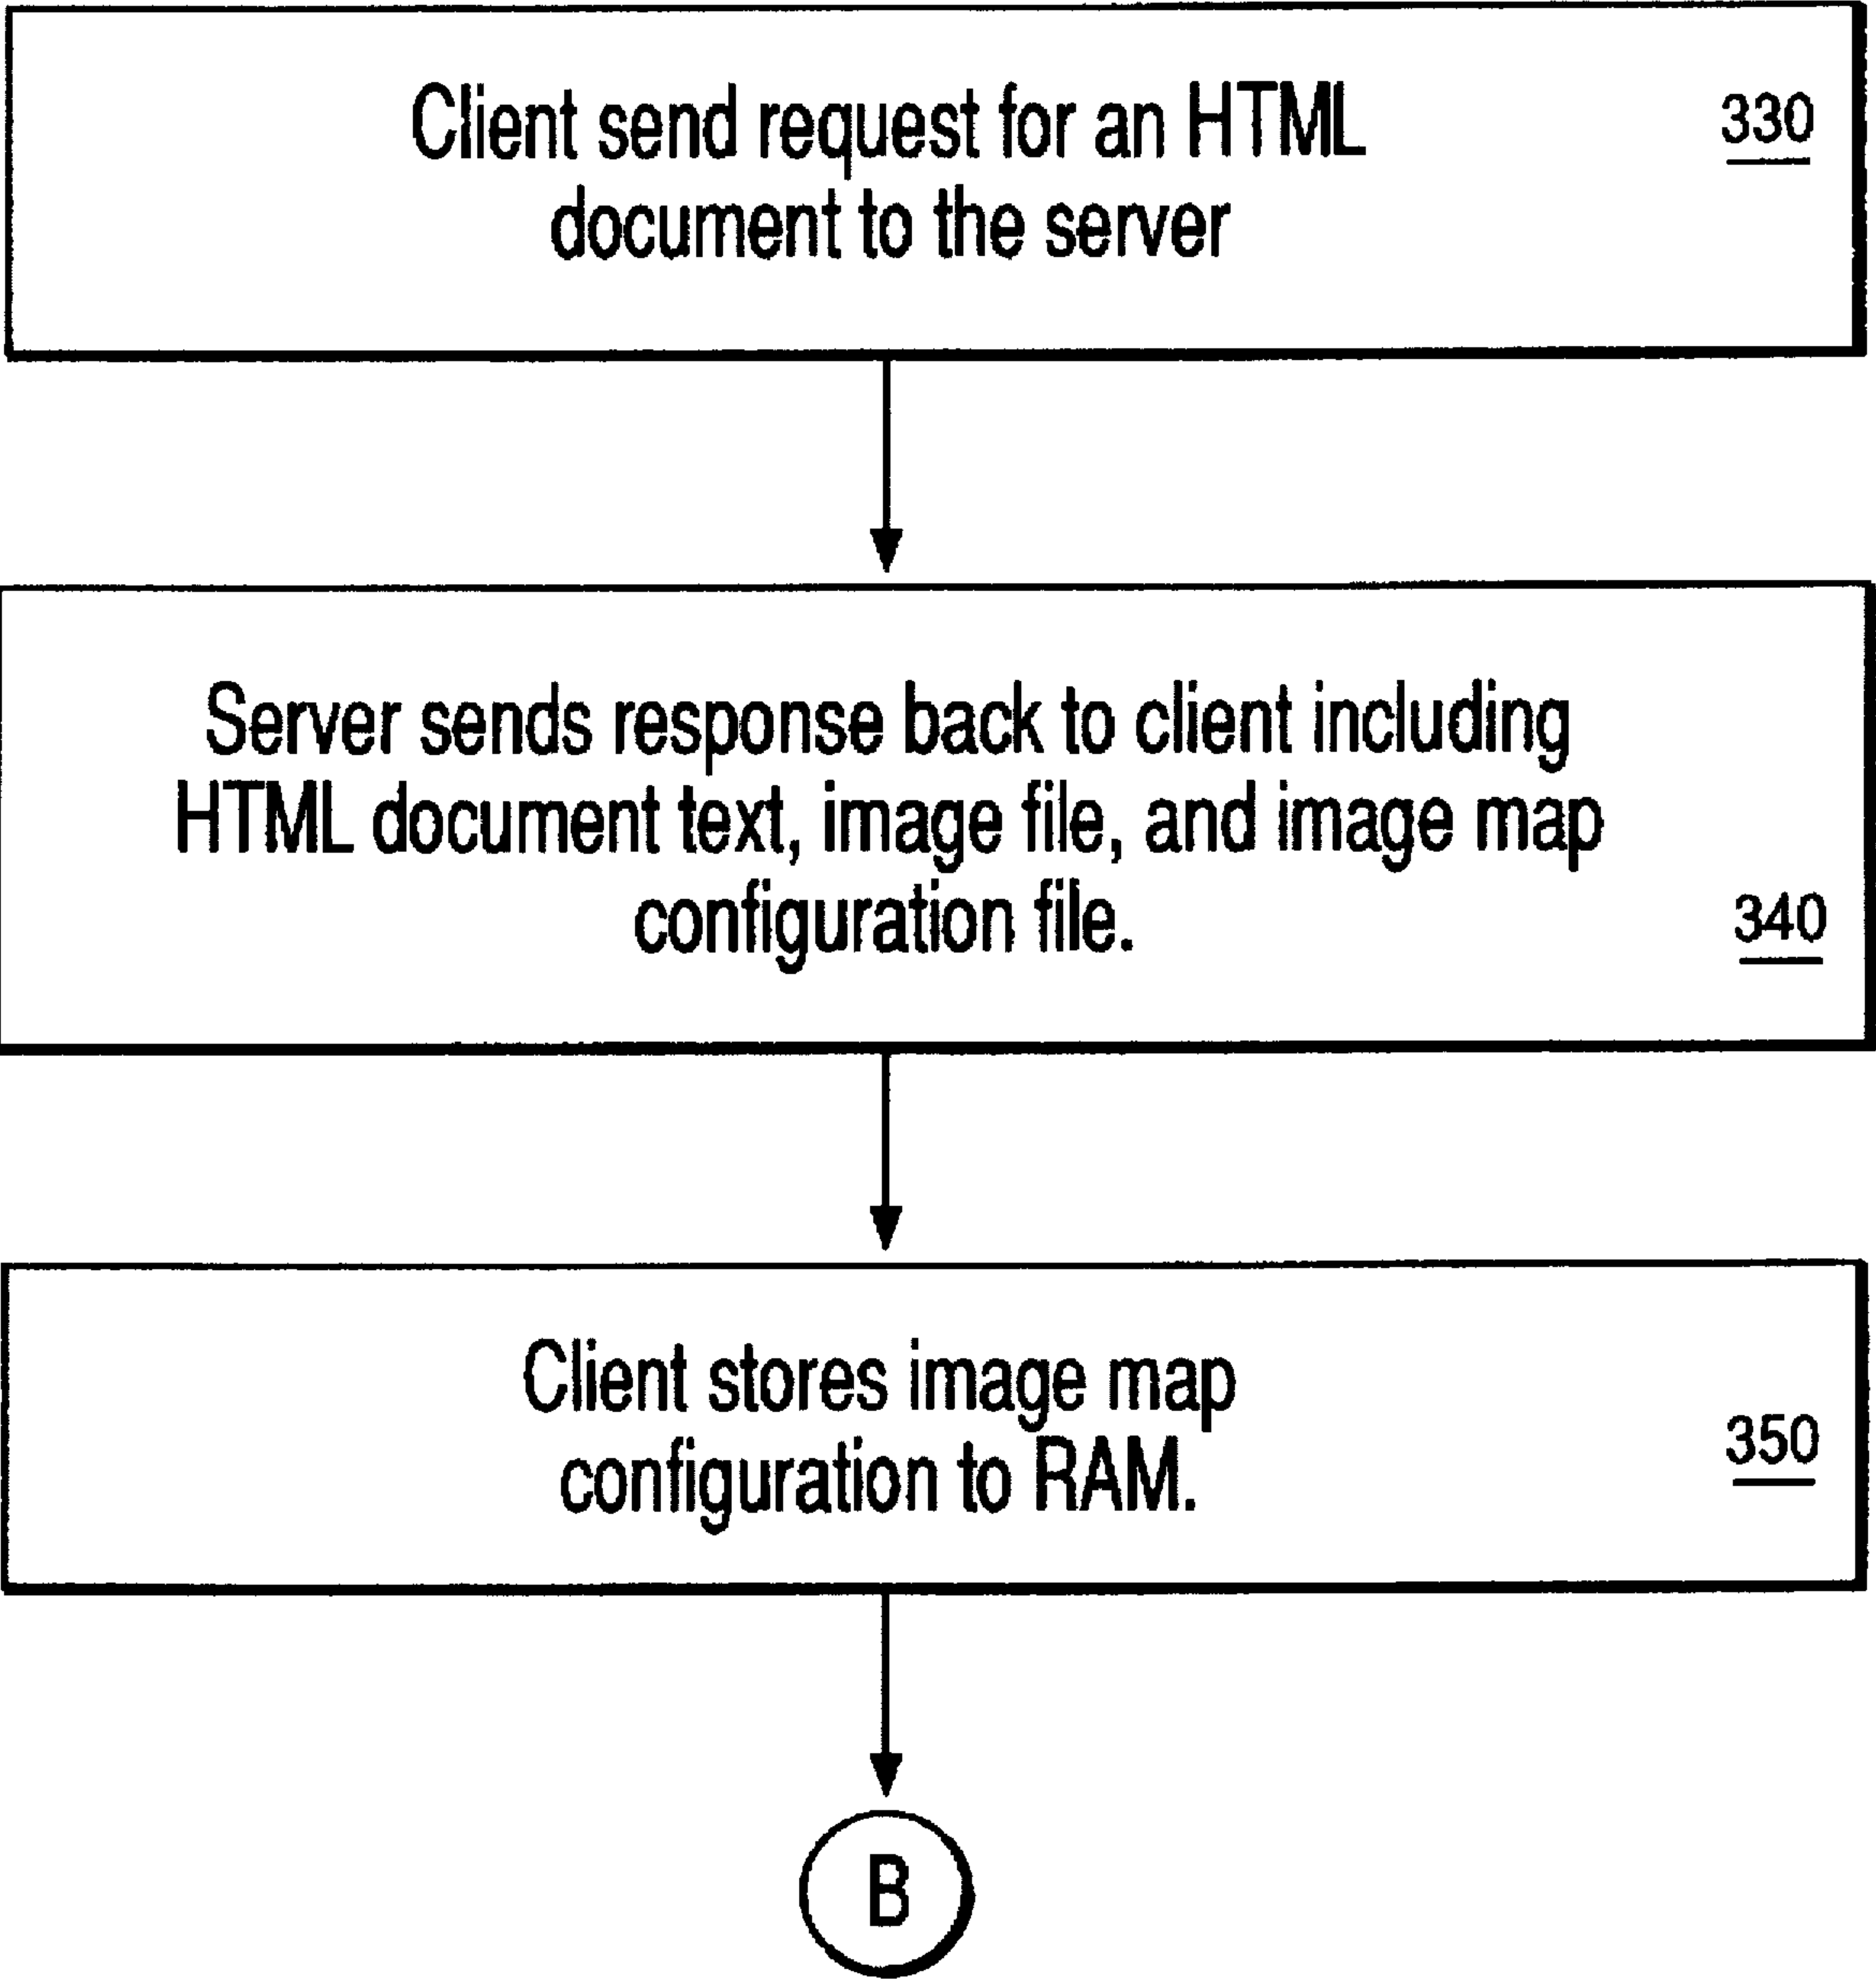 Client send request for an HTML
330
document to the server
Server sends response back to client including
HTML document text, image file, and image map
configuration file.
340
Client stores image map
350
configuration to RAM.
B